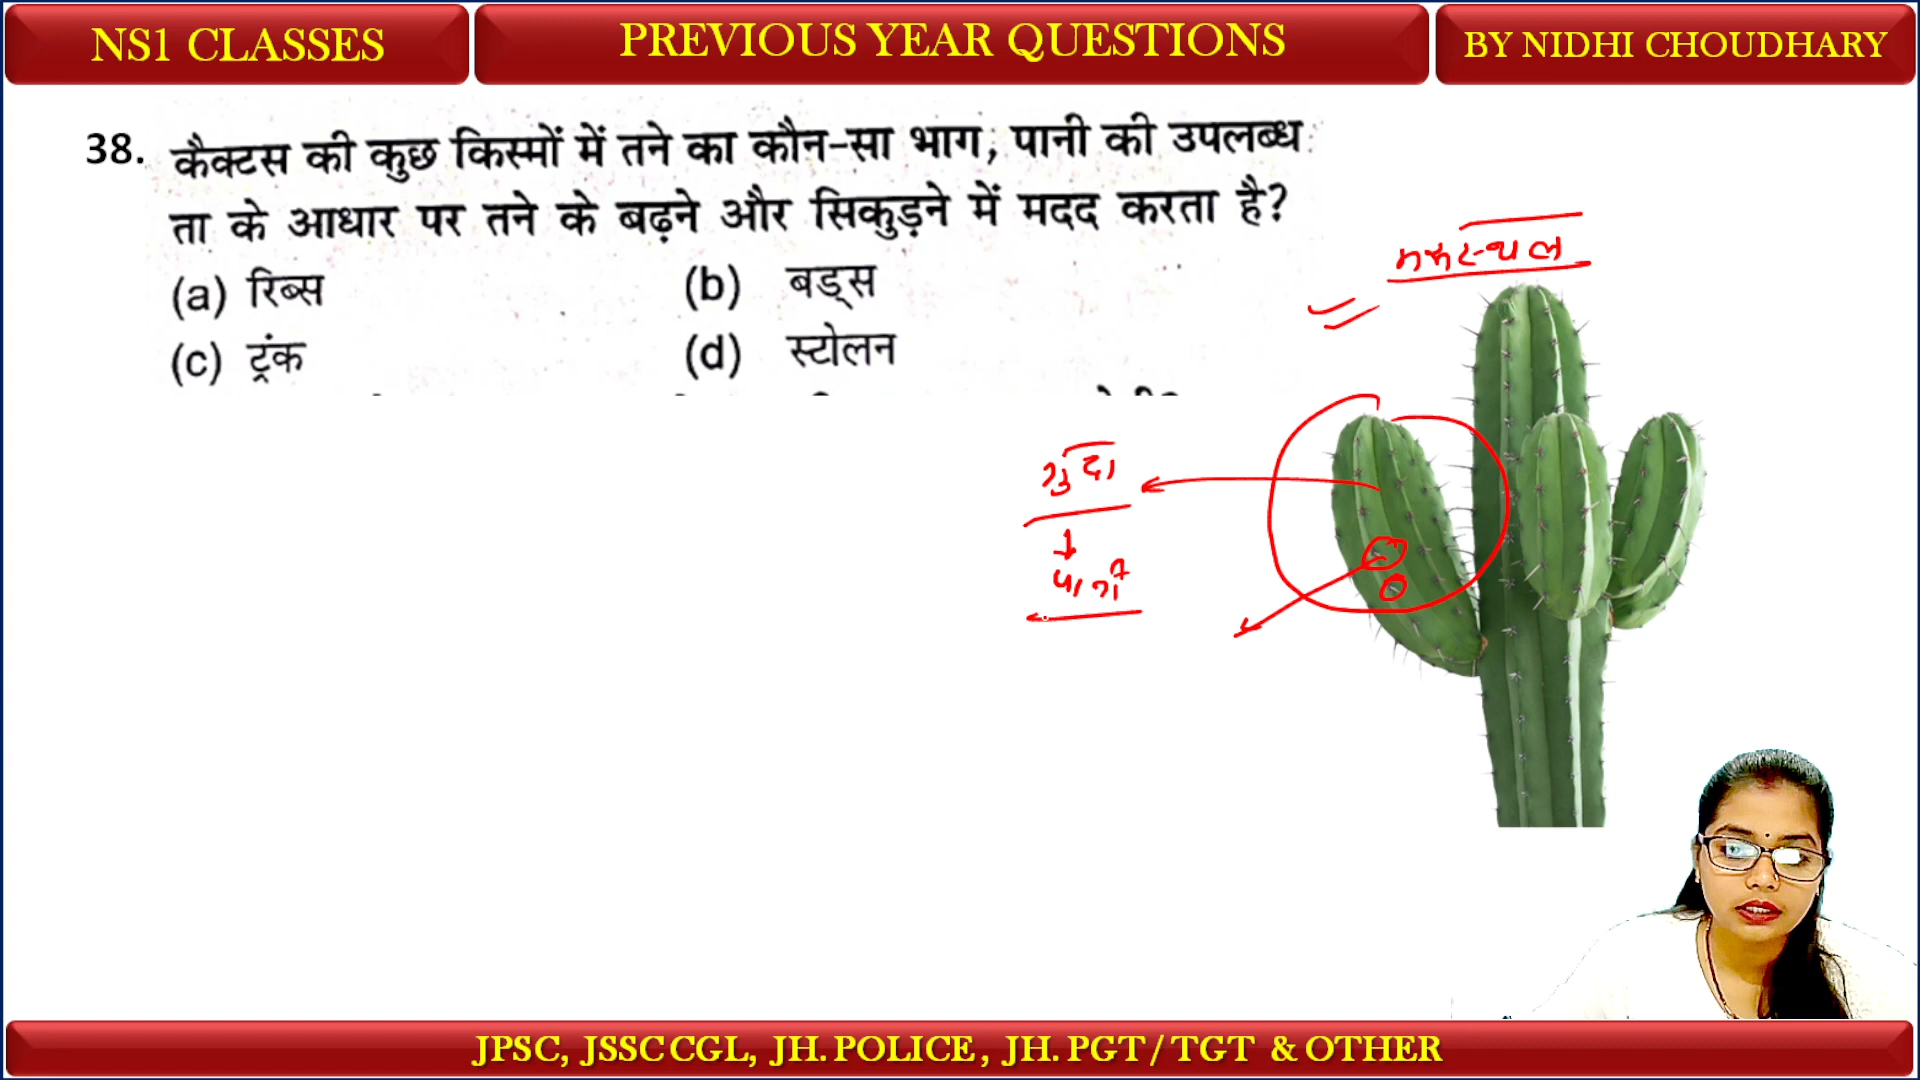 NS1 CLASSES
PREVIOUS YEAR QUESTIONS
BY NIDHI CHOUDHARY
38. कैक्टस की कुछ किस्मों में तने का कौन-सा भाग, पानी की उपलब्ध
ता के आधार पर तने के बढ़ने और सिकुड़ने में मदद करता है?
(a) रिब्स (b) बड्स
(c) ट्रंक (d) स्टोलन
मरुस्थल
गुदा
पानी
JPSC, JSSC CGL, JH. POLICE, JH. PGT / TGT & OTHER